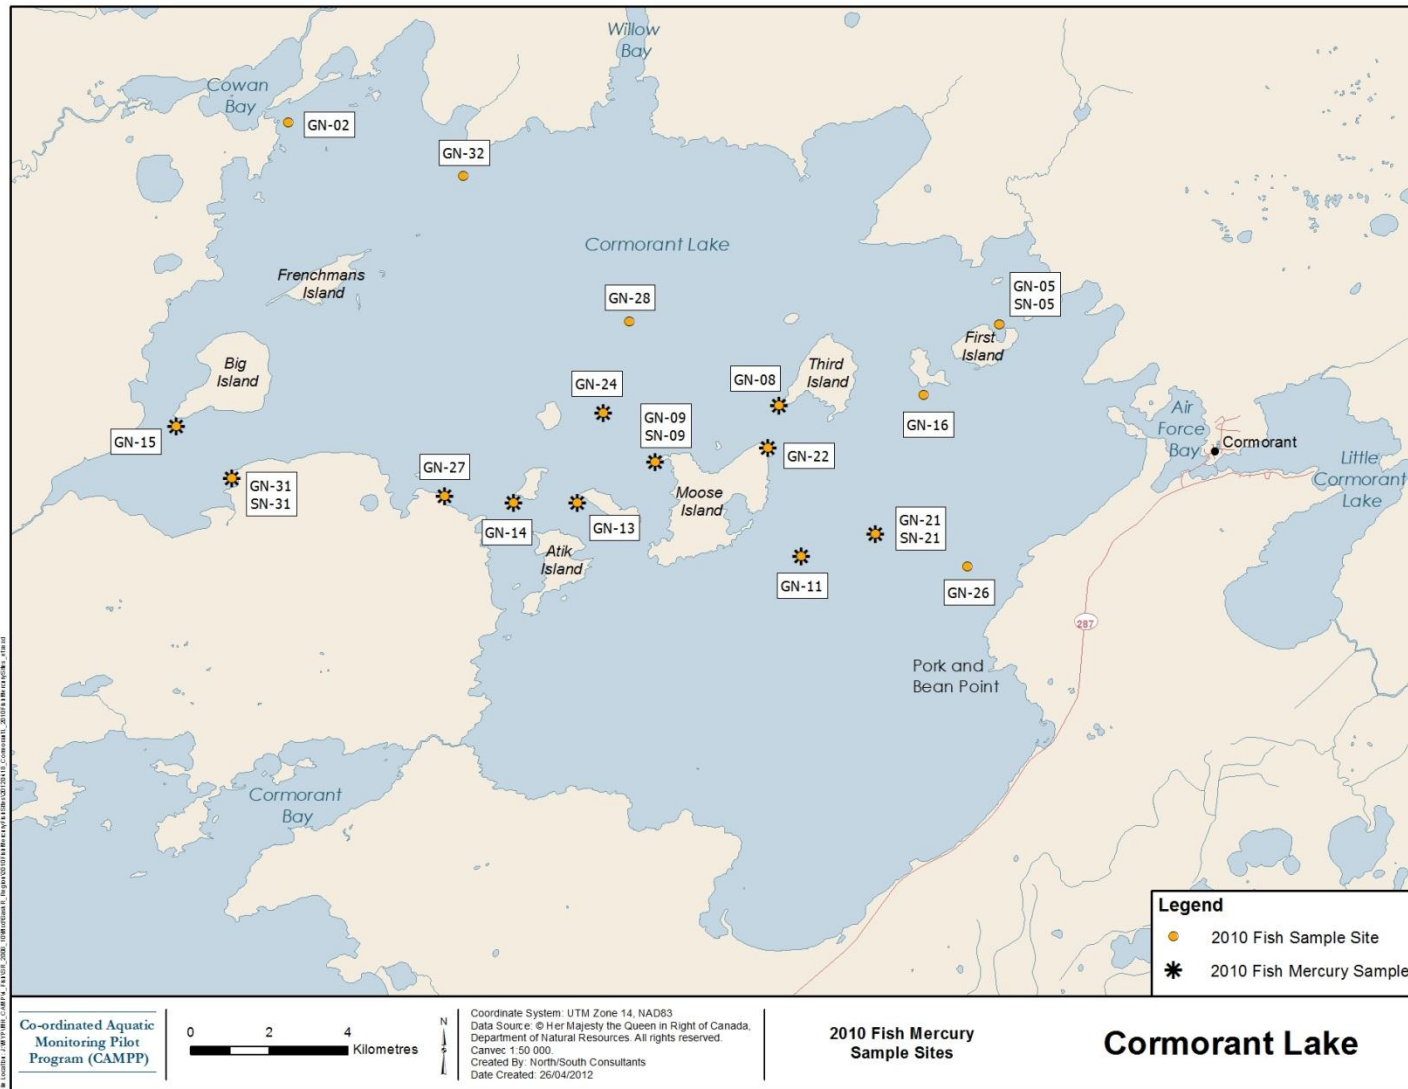 Willow
Bay
Cowan
Bay
GN-02
GN-32
Cormorant Lake
Frenchmans
Island
GN-28
GN-05
SN-05
First
Island
Big
Island
Third
Island
GN-24
GN-08
GN-09
SN-09
GN-16
Air
Force
Bay
Cormorant
GN-15
GN-22
Little
Cormorant
Lake
GN-27
GN-31
SN-31
Moose
Island
GN-14
GN-13
GN-21
SN-21
Atik
Island
GN-11
GN-26
287
Pork and
Bean Point
Cormorant
Bay
Legend
2010 Fish Sample Site
2010 Fish Mercury Sample
Co-ordinated Aquatic
Monitoring Pilot
Program (CAMPP)
0 2 4
Kilometres
N
Coordinate System: UTM Zone 14, NAD83
Data Source: © Her Majesty the Queen in Right of Canada,
Department of Natural Resources. All rights reserved.
Canvec 1:50 000.
Created By: North/South Consultants
Date Created: 26/04/2012
2010 Fish Mercury
Sample Sites
Cormorant Lake